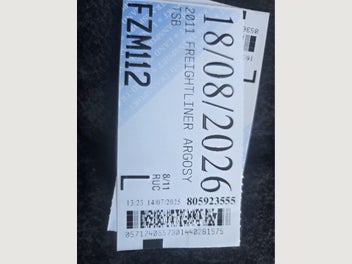 18/08/2026
2011 FREIGHTLINER ARGOSY
TSB
FZM112
8/11
RUC
L
L
13:25 14/07/2025 805923555